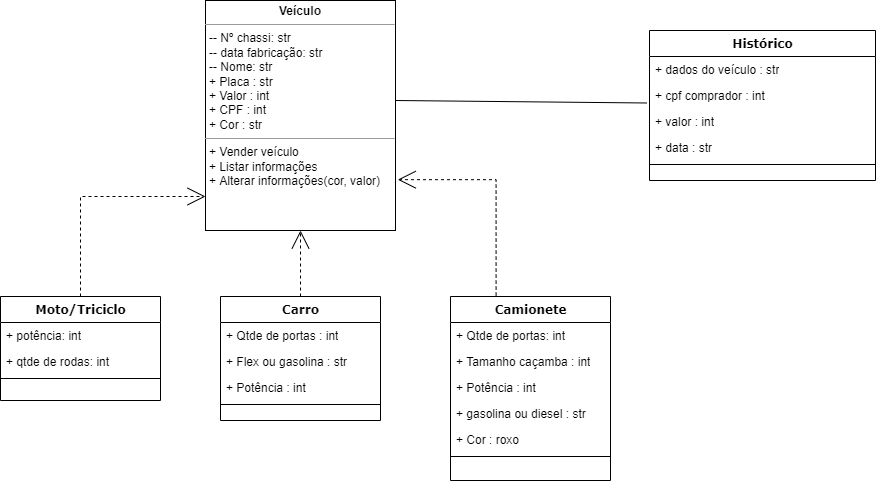 Veículo
-- Nº chassi: str
-- data fabricação: str
-- Nome: str
+ Placa : str
+ Valor : int
+ CPF : int
+ Cor : str
+ Vender veículo
+ Listar informações
+ Alterar informações(cor, valor)
Histórico
+ dados do veículo : str
+ cpf comprador : int
+ valor : int
+ data : str
Moto/Triciclo
+ potência: int
+ qtde de rodas: int
Carro
+ Qtde de portas : int
+ Flex ou gasolina : str
+ Potência : int
Camionete
+ Qtde de portas: int
+ Tamanho caçamba : int
+ Potência : int
+ gasolina ou diesel : str
+ Cor : roxo